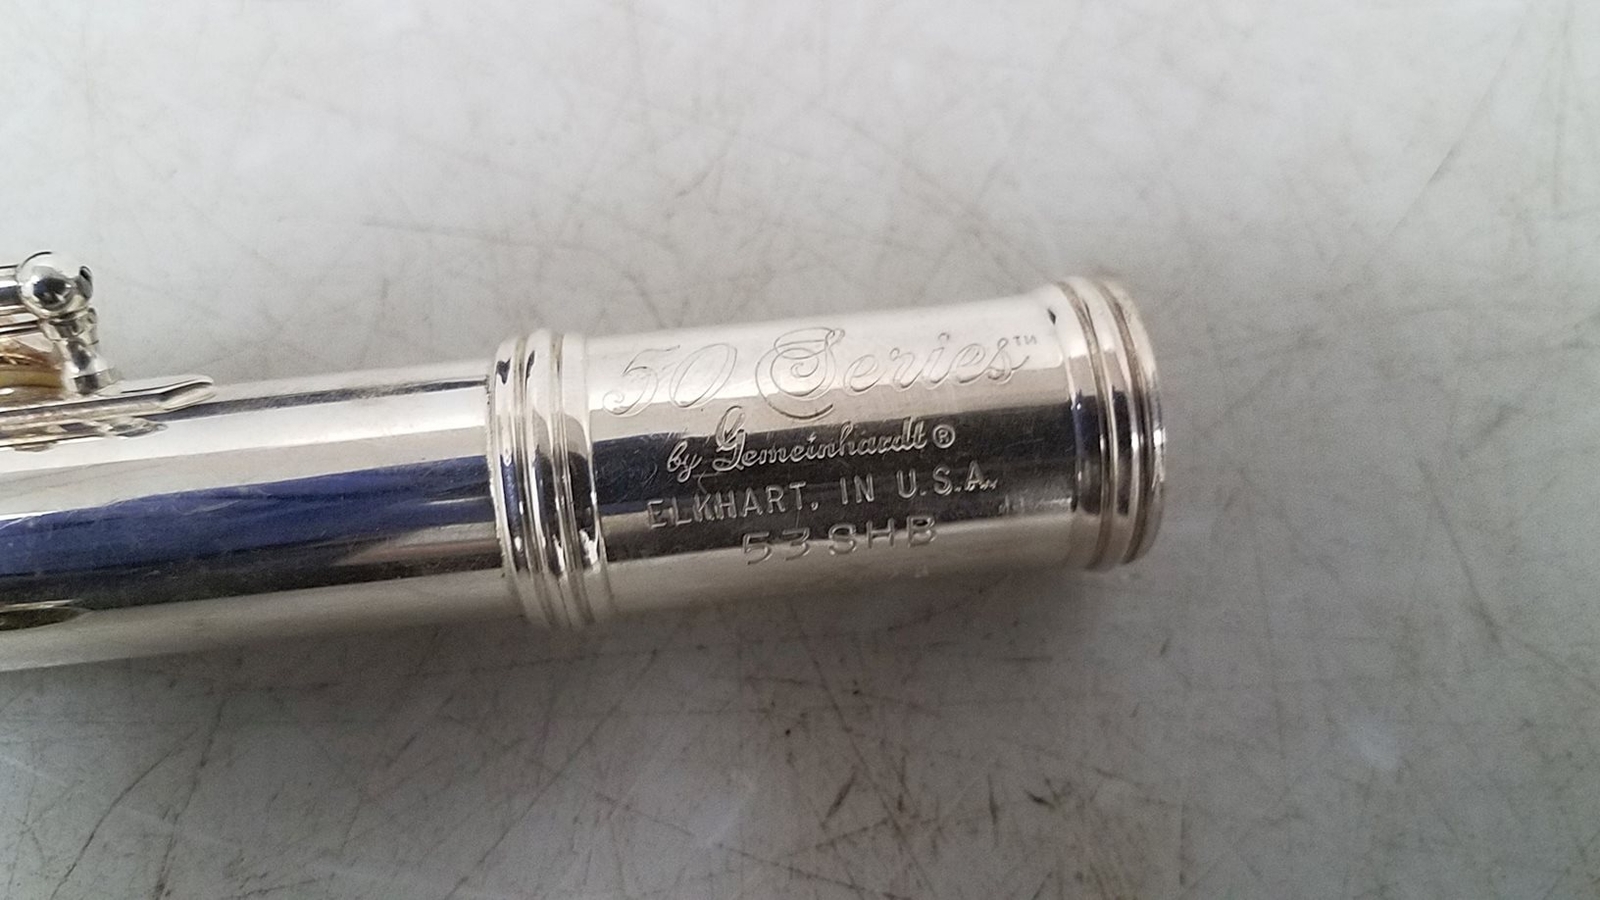 50 Series™
by Gemeinhardt®
ELKHART, IN U.S.A.
53SHB